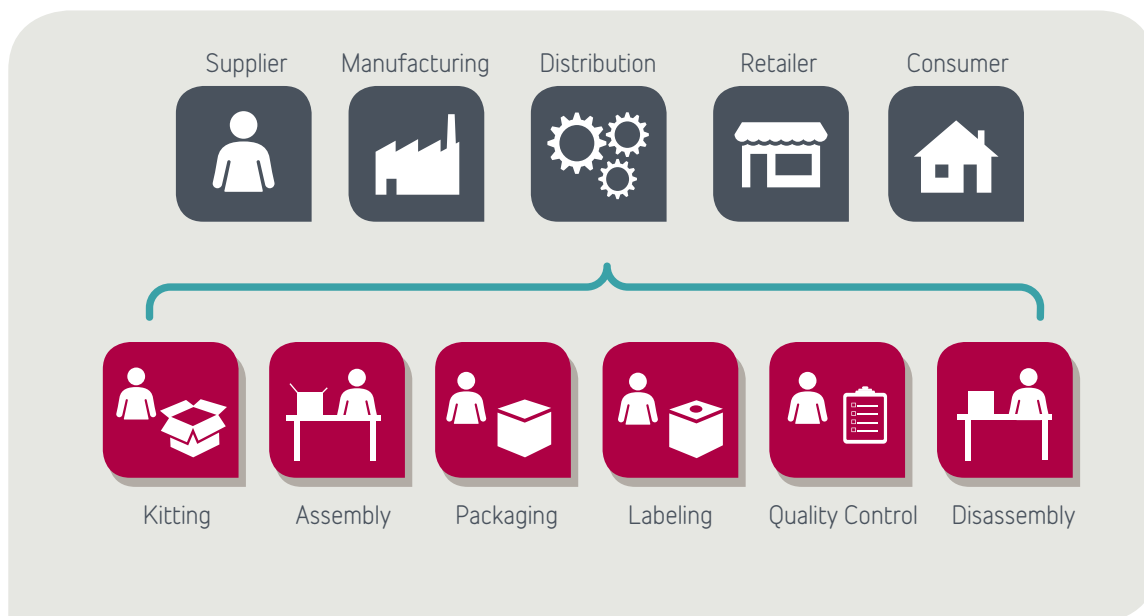 Supplier Manufacturing Distribution Retailer Consumer
Kitting Assembly Packaging Labeling Quality Control Disassembly